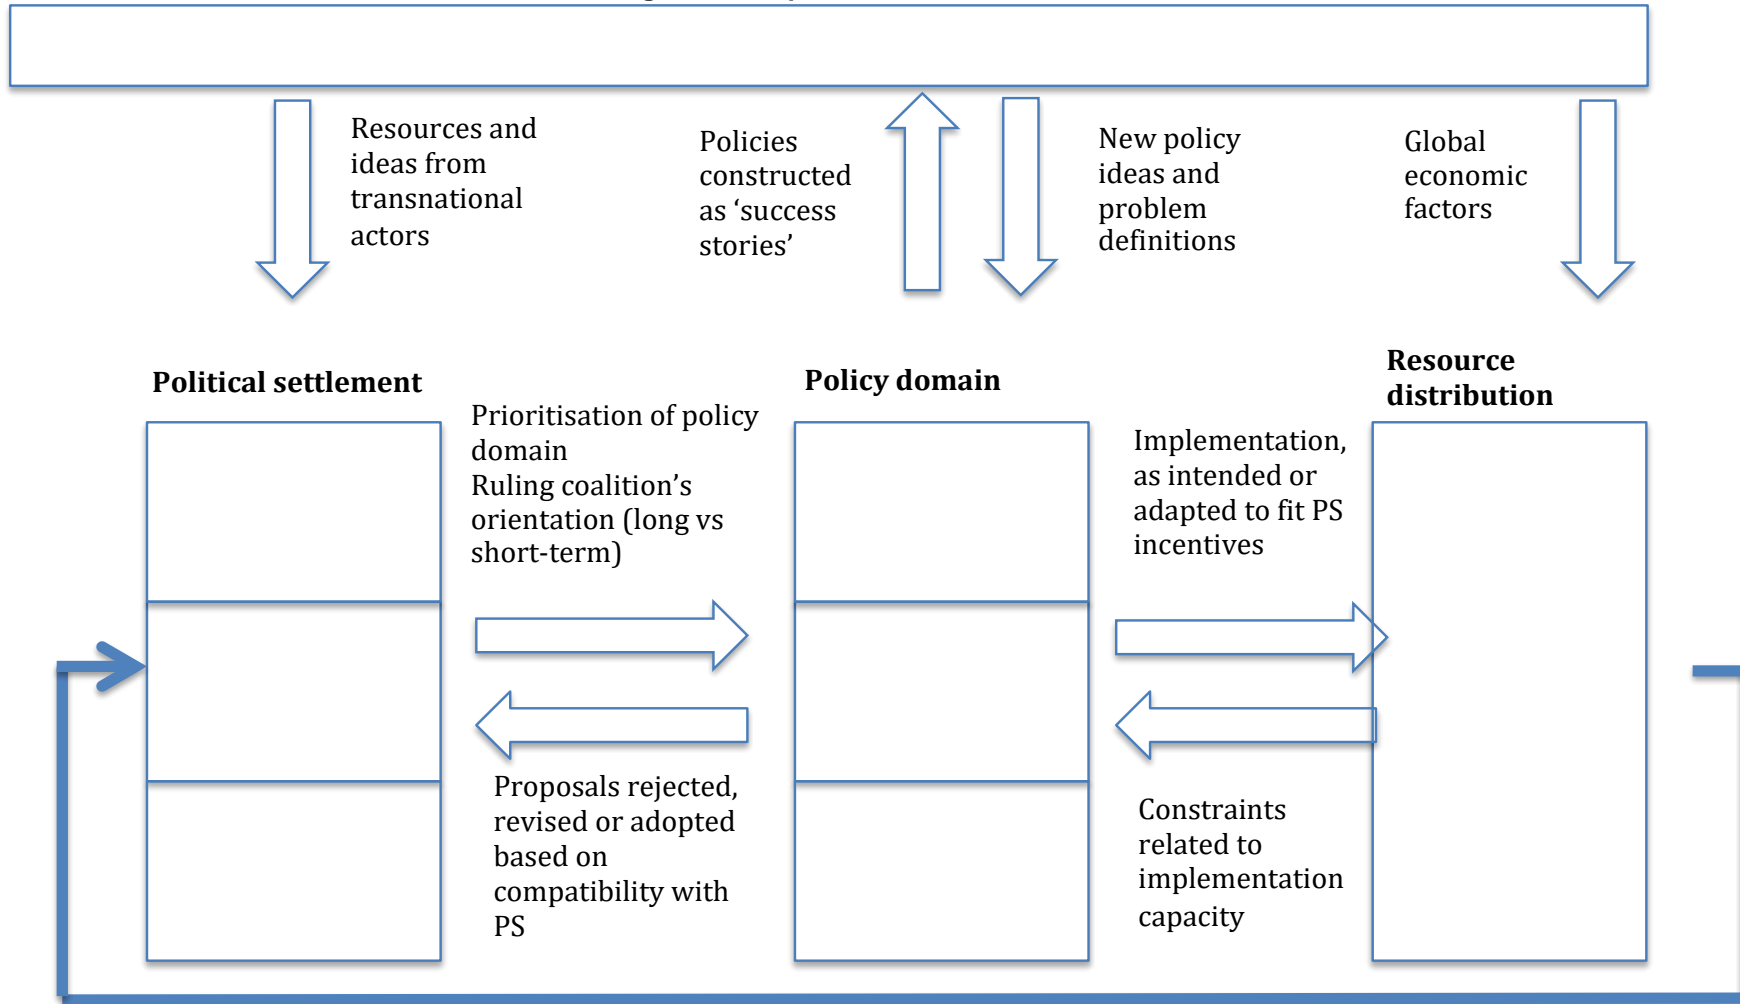 Resources and
ideas from
transnational
actors
Policies
constructed
as ‘success
stories’
New policy
ideas and
problem
definitions
Global
economic
factors
Political settlement
Policy domain
Resource
distribution
Prioritisation of policy
domain
Ruling coalition’s
orientation (long vs
short-term)
Implementation,
as intended or
adapted to fit PS
incentives
Proposals rejected,
revised or adopted
based on
compatibility with
PS
Constraints
related to
implementation
capacity